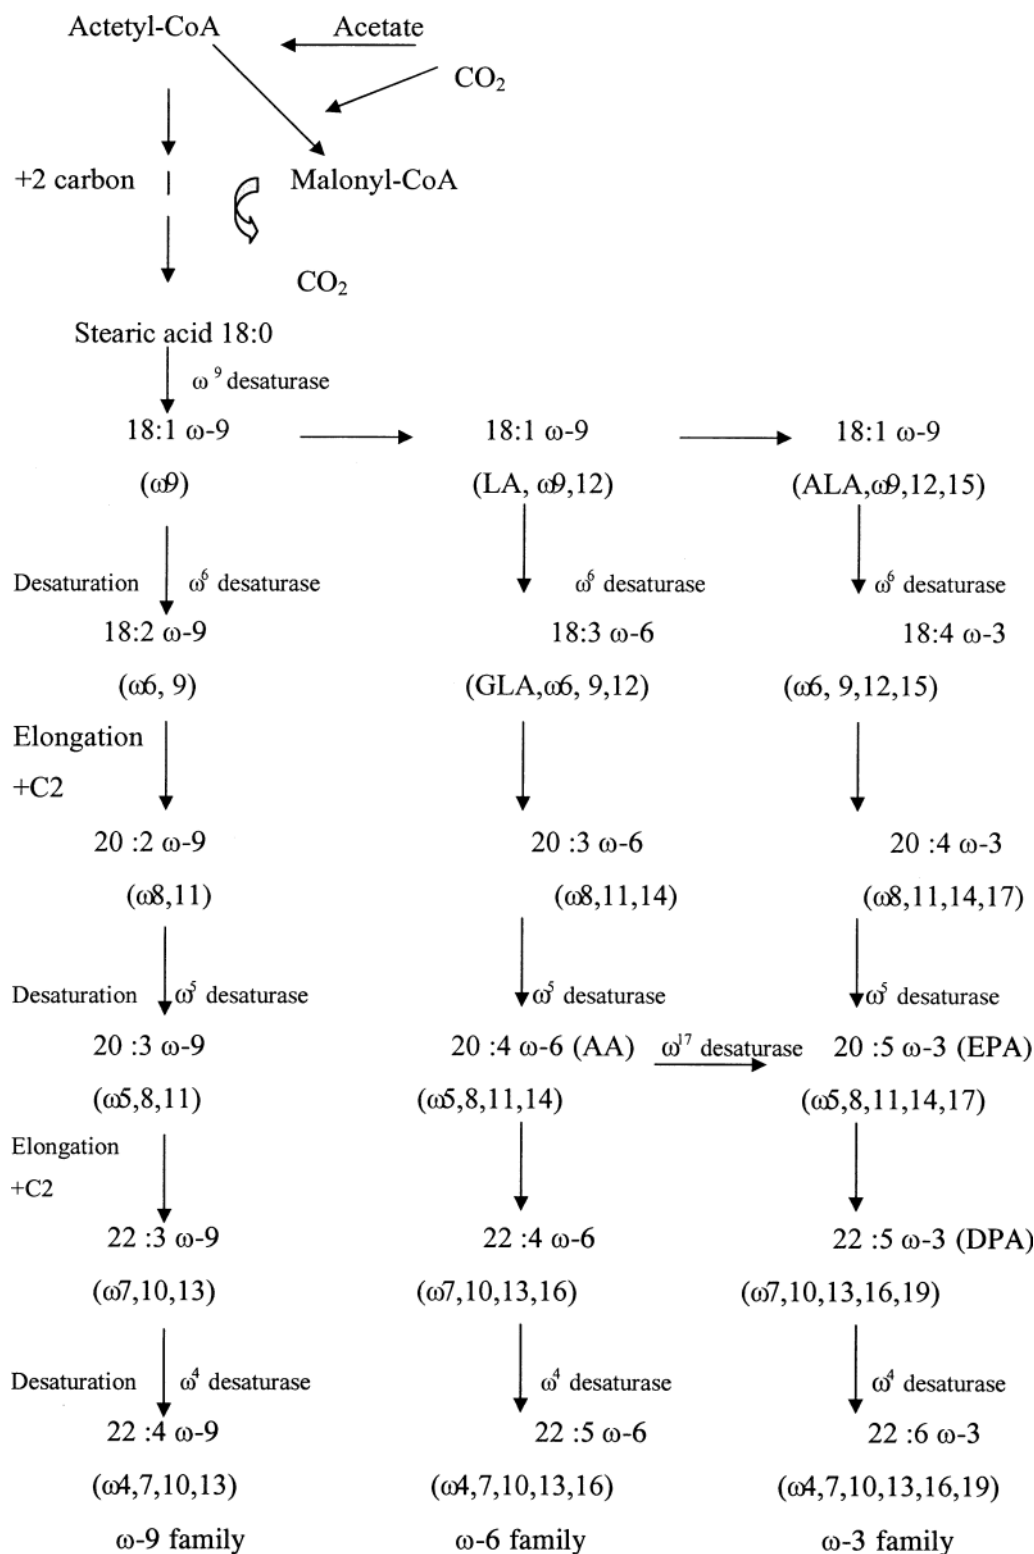 Actetyl-CoA Acetate
CO₂
+2 carbon Malonyl-CoA
CO₂
Stearic acid 18:0
ω ⁹ desaturase
18:1 ω-9 18:1 ω-9 18:1 ω-9
(ω9) (LA, ω9,12) (ALA,ω9,12,15)
Desaturation ω⁶ desaturase ω⁶ desaturase ω⁶ desaturase
18:2 ω-9 18:3 ω-6 18:4 ω-3
(ω6, 9) (GLA,ω6, 9,12) (ω6, 9,12,15)
Elongation
+C2
20 :2 ω-9 20 :3 ω-6 20 :4 ω-3
(ω8,11) (ω8,11,14) (ω8,11,14,17)
Desaturation ω⁵ desaturase ω⁵ desaturase ω⁵ desaturase
20 :3 ω-9 20 :4 ω-6 (AA) ω¹⁷ desaturase 20 :5 ω-3 (EPA)
(ω5,8,11) (ω5,8,11,14) (ω5,8,11,14,17)
Elongation
+C2
22 :3 ω-9 22 :4 ω-6 22 :5 ω-3 (DPA)
(ω7,10,13) (ω7,10,13,16) (ω7,10,13,16,19)
Desaturation ω⁴ desaturase ω⁴ desaturase ω⁴ desaturase
22 :4 ω-9 22 :5 ω-6 22 :6 ω-3
(ω4,7,10,13) (ω4,7,10,13,16) (ω4,7,10,13,16,19)
ω-9 family ω-6 family ω-3 family